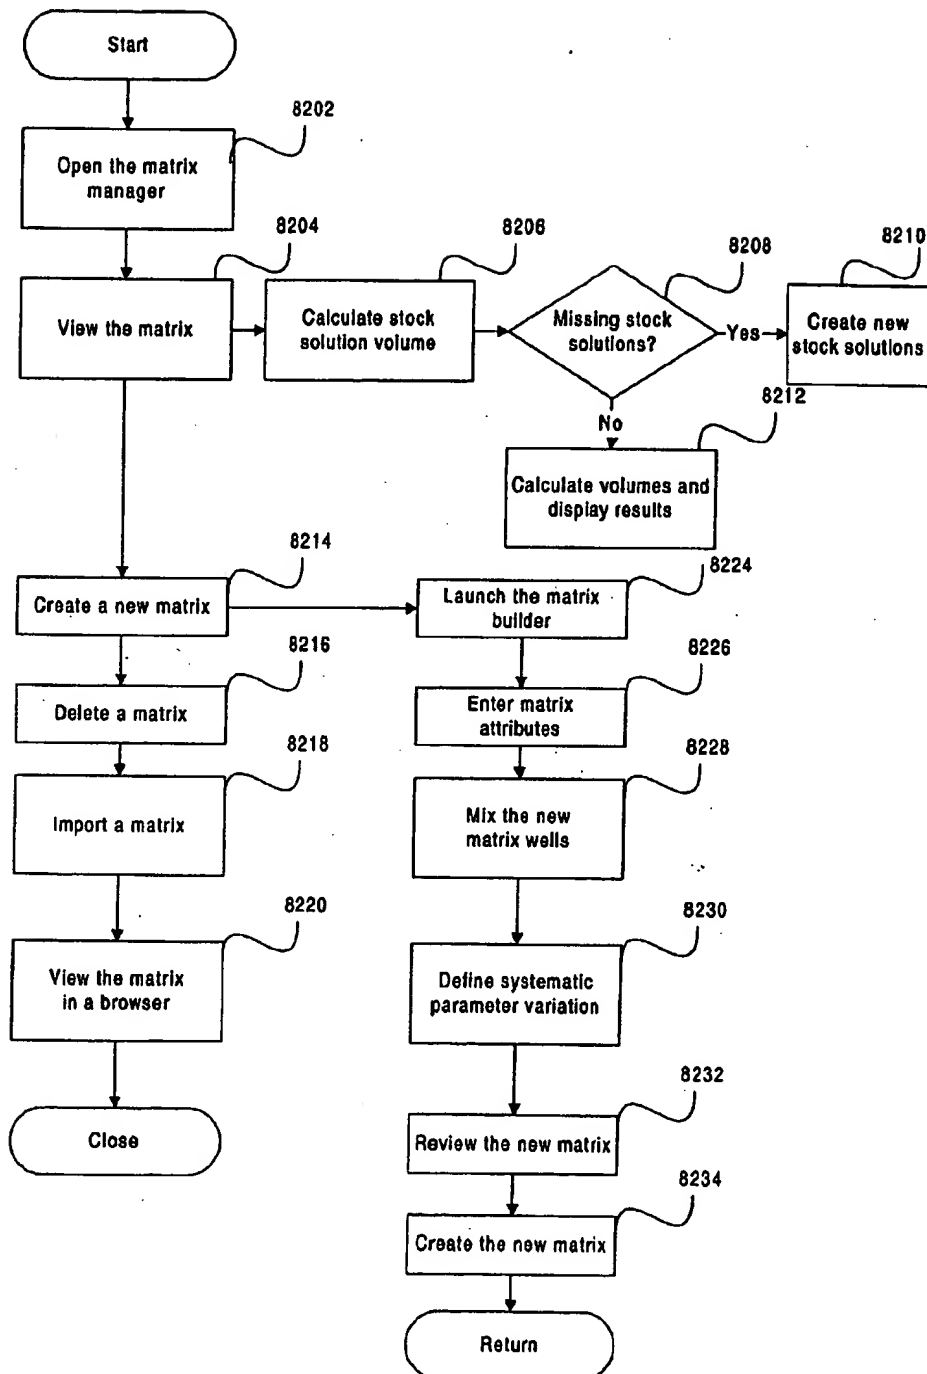 Start
8202
Open the matrix
manager
8204
View the matrix
8206
Calculate stock
solution volume
8208
Missing stock
solutions?
Yes
8210
Create new
stock solutions
No
8212
Calculate volumes and
display results
8214
Create a new matrix
8216
Delete a matrix
8218
Import a matrix
8220
View the matrix
in a browser
Close
8224
Launch the matrix
builder
8226
Enter matrix
attributes
8228
Mix the new
matrix wells
8230
Define systematic
parameter variation
8232
Review the new matrix
8234
Create the new matrix
Return